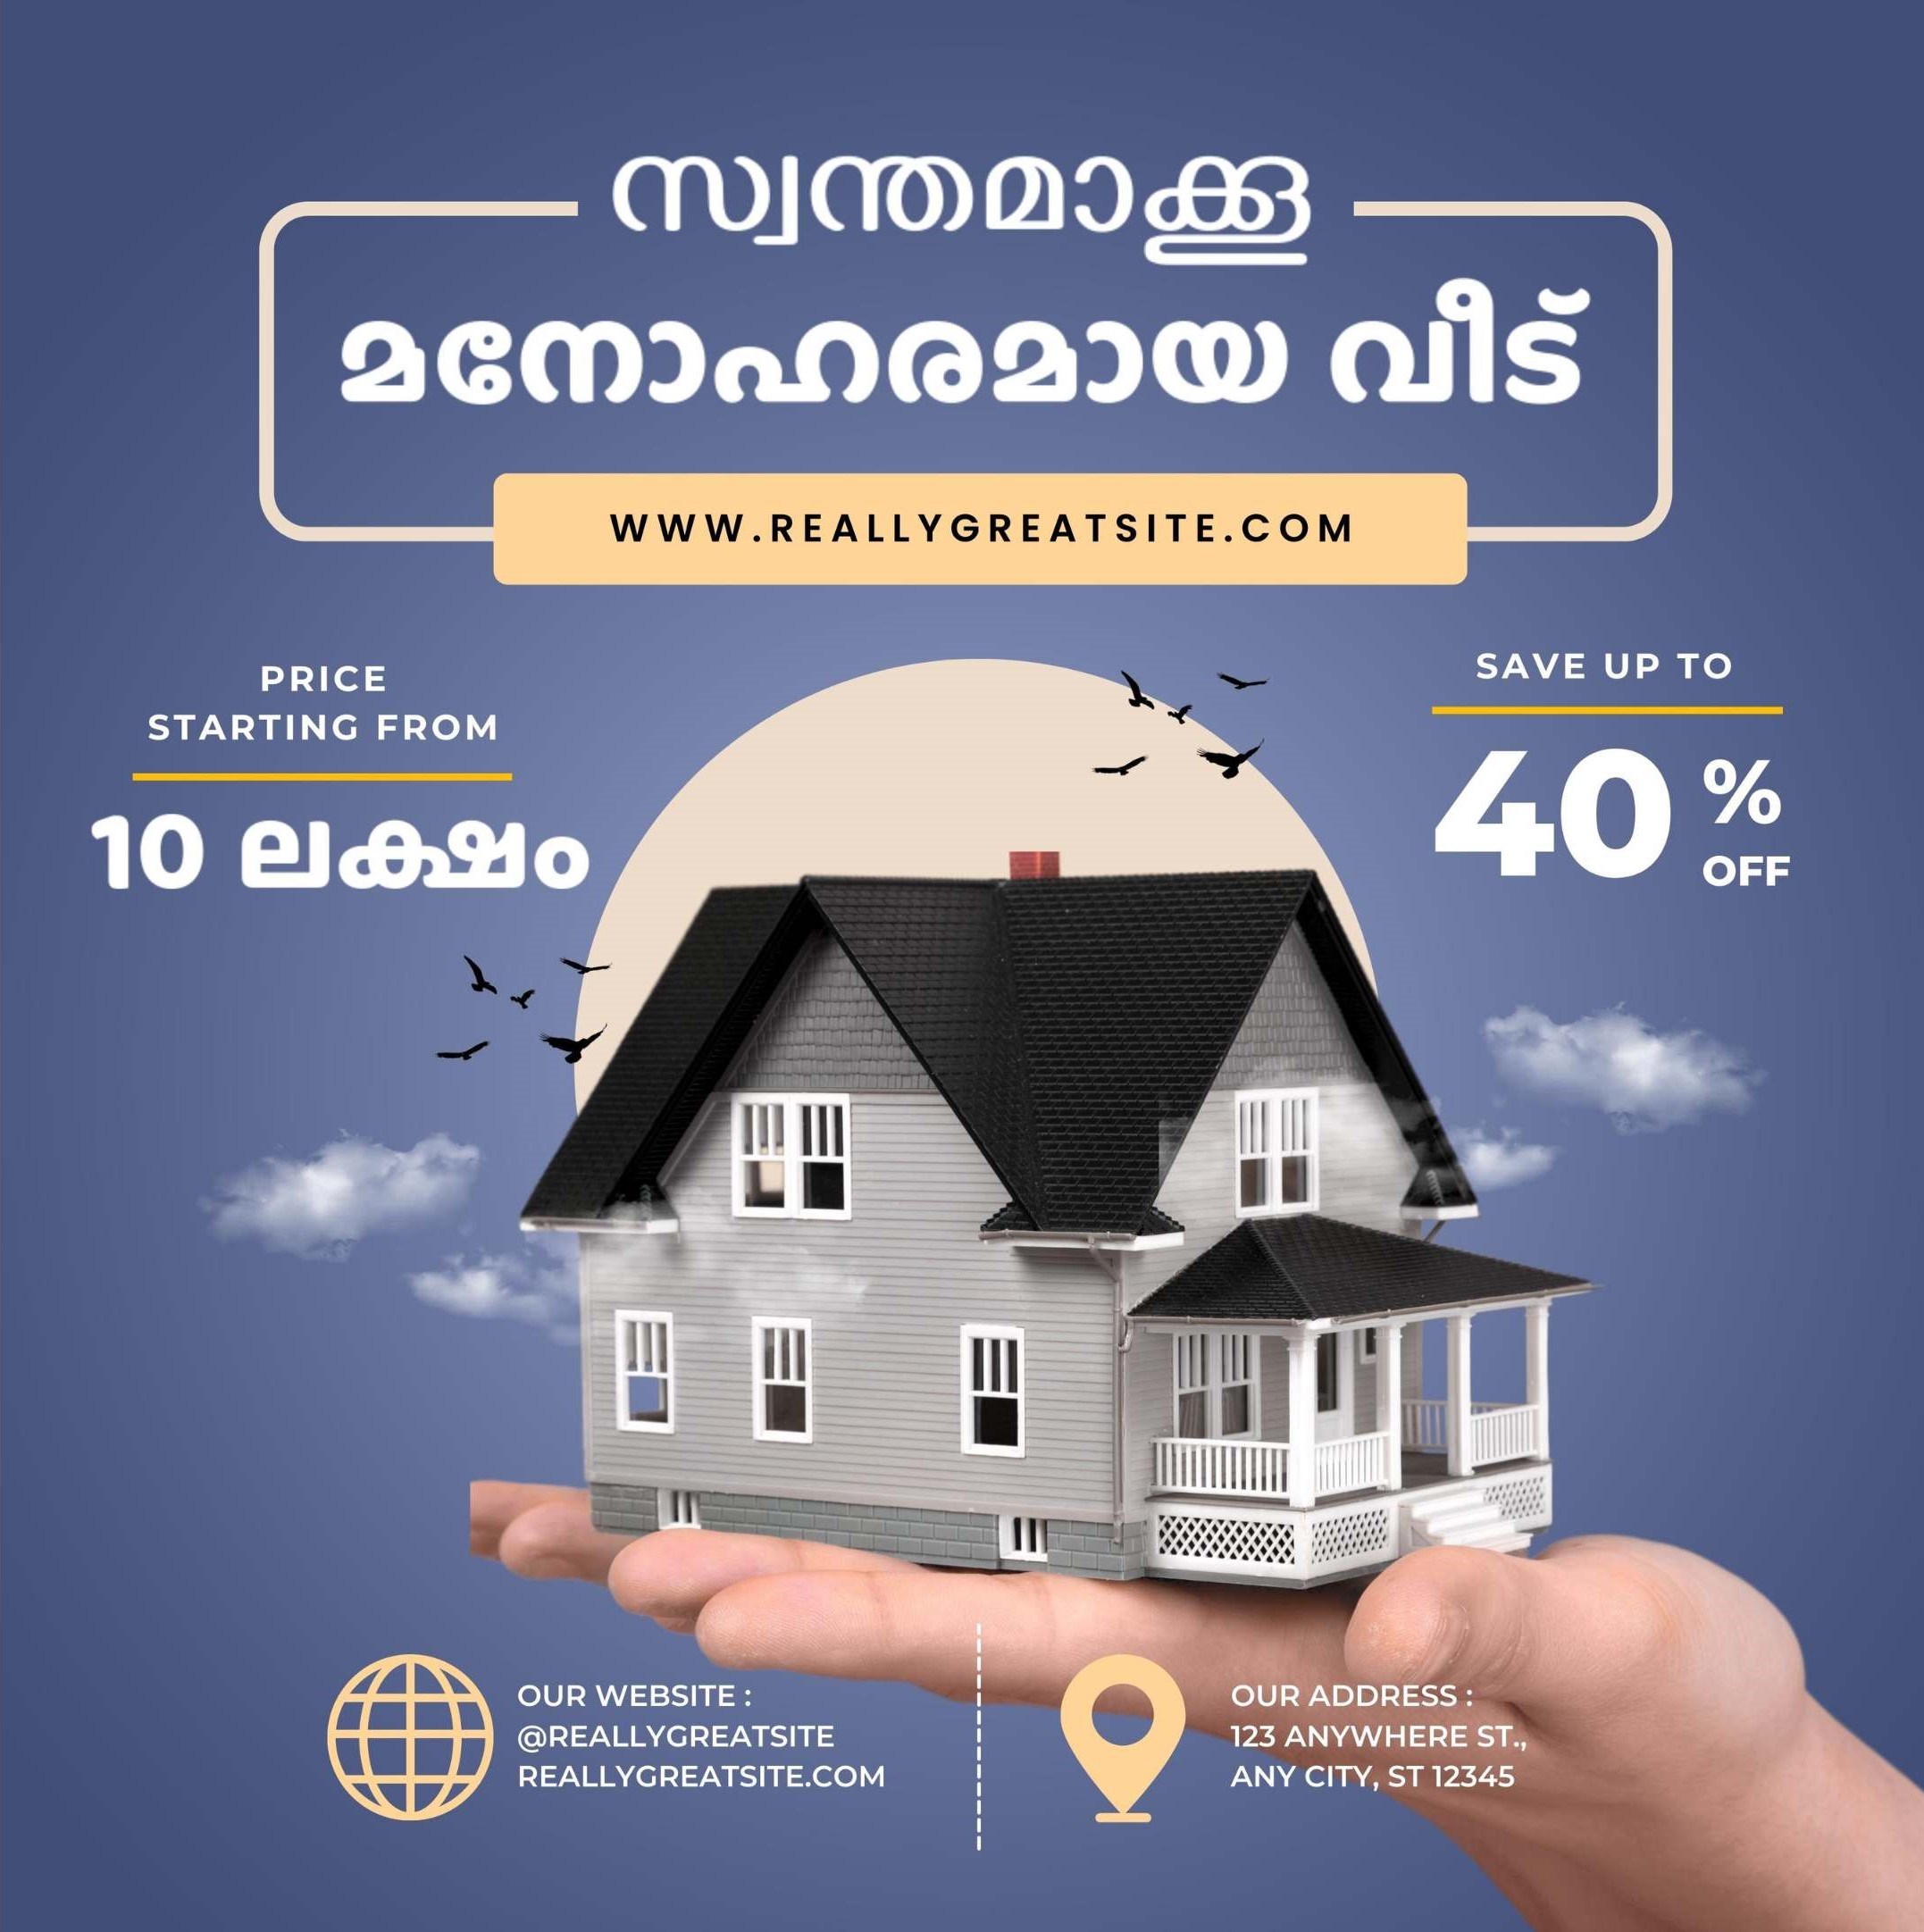 സ്വന്തമാക്കൂ
മനോഹരമായ വീട്
WWW.REALLYGREATSITE.COM
PRICE
STARTING FROM
10 ലക്ഷം
SAVE UP TO
40 %
OFF
OUR WEBSITE :
@REALLYGREATSITE
REALLYGREATSITE.COM
OUR ADDRESS :
123 ANYWHERE ST.,
ANY CITY, ST 12345